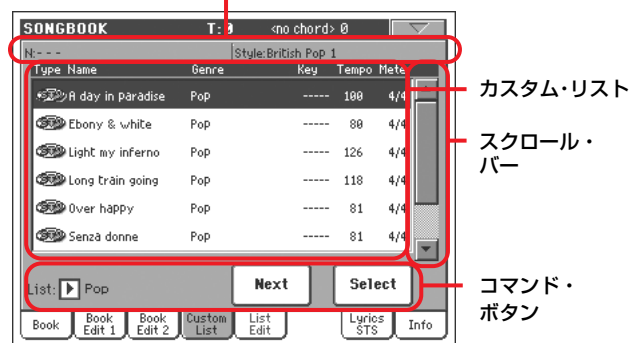 SONGBOOK T:0 <no chord> 0
N:--- Style:British Pop 1
Type Name Genre Key Tempo Mete
A day in paradise Pop ----- 100 4/4
Ebony & white Pop ----- 80 4/4
Light my inferno Pop ----- 126 4/4
Long train going Pop ----- 118 4/4
Over happy Pop ----- 81 4/4
Senza donne Pop ----- 81 4/4
カスタム・リスト
スクロール・
バー
List: Pop Next Select
コマンド・
ボタン
Book
Book
Edit 1
Book
Edit 2
Custom
List
List
Edit
Lyrics
STS
Info